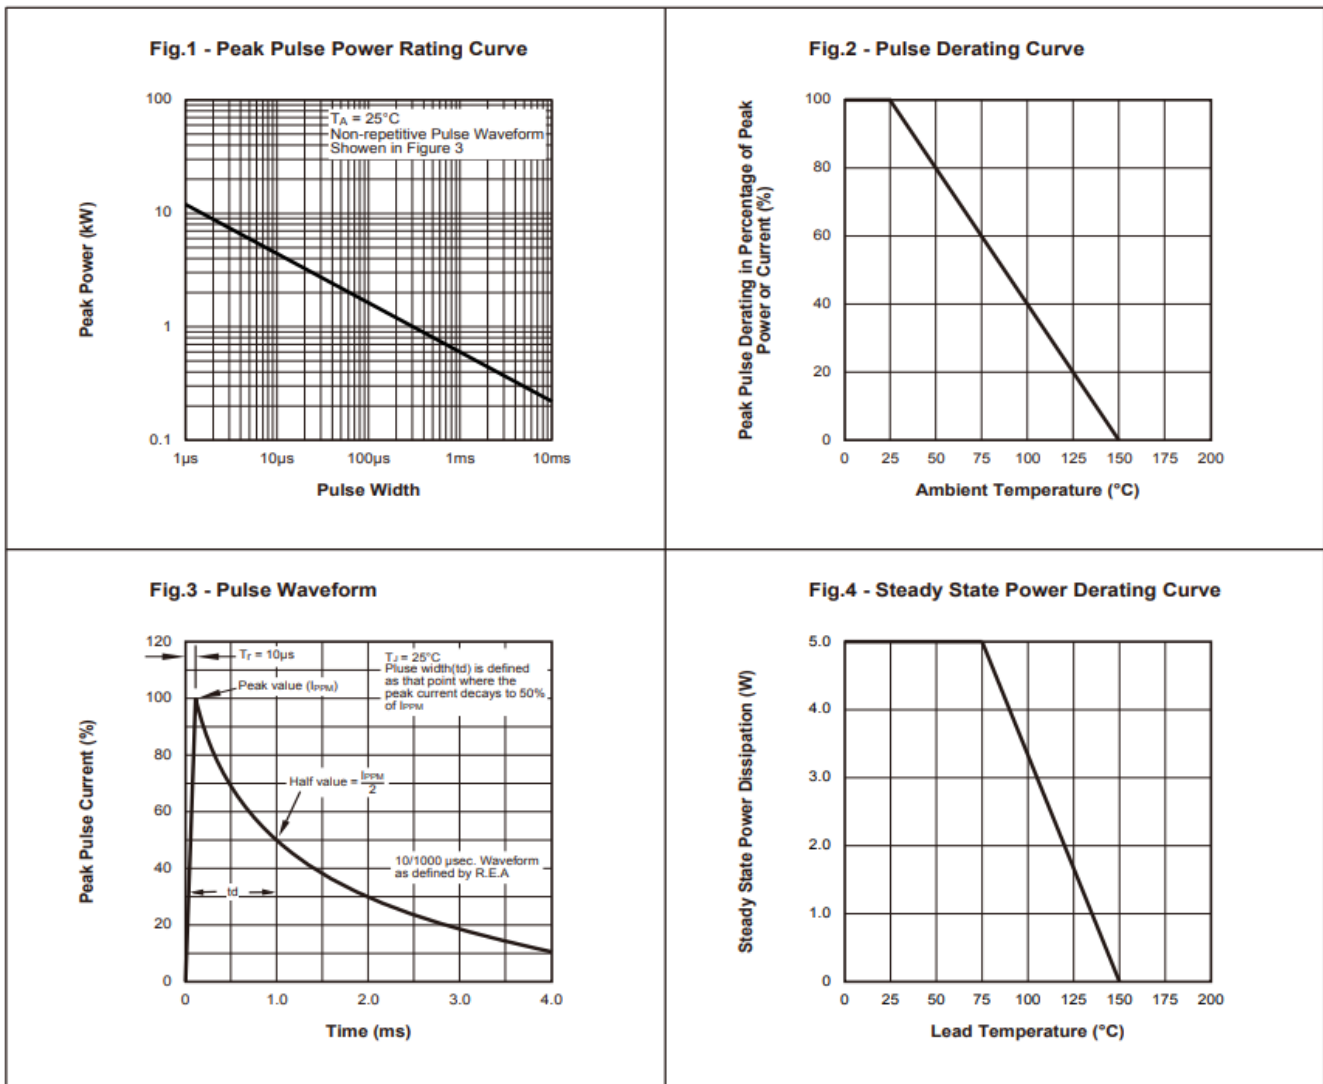 Fig.1 - Peak Pulse Power Rating Curve
Peak Power (kW)
100
10
1
0.1
TA = 25°C
Non-repetitive Pulse Waveform
Showen in Figure 3
1µs
10µs
100µs
1ms
10ms
Pulse Width
Fig.2 - Pulse Derating Curve
Peak Pulse Derating in Percentage of Peak
Power or Current (%)
100
80
60
40
20
0
0
25
50
75
100
125
150
175
200
Ambient Temperature (°C)
Fig.3 - Pulse Waveform
Peak Pulse Current (%)
120
100
80
60
40
20
0
Tr = 10µs
Peak value (IPPM)
TJ = 25°C
Pluse width(td) is defined
as that point where the
peak current decays to 50%
of IPPM
Half value = IPPM
2
10/1000 µsec. Waveform
as defined by R.E.A
td
0
1.0
2.0
3.0
4.0
Time (ms)
Fig.4 - Steady State Power Derating Curve
Steady State Power Dissipation (W)
5.0
4.0
3.0
2.0
1.0
0
0
25
50
75
100
125
150
175
200
Lead Temperature (°C)